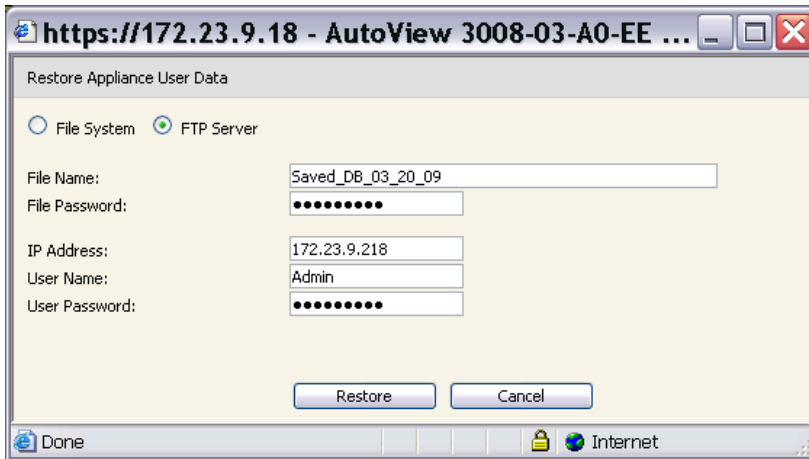 https://172.23.9.18 - AutoView 3008-03-A0-EE ...
Restore Appliance User Data
File System FTP Server
File Name: Saved_DB_03_20_09
File Password: •••••••••
IP Address: 172.23.9.218
User Name: Admin
User Password: •••••••••
Restore Cancel
Done Internet